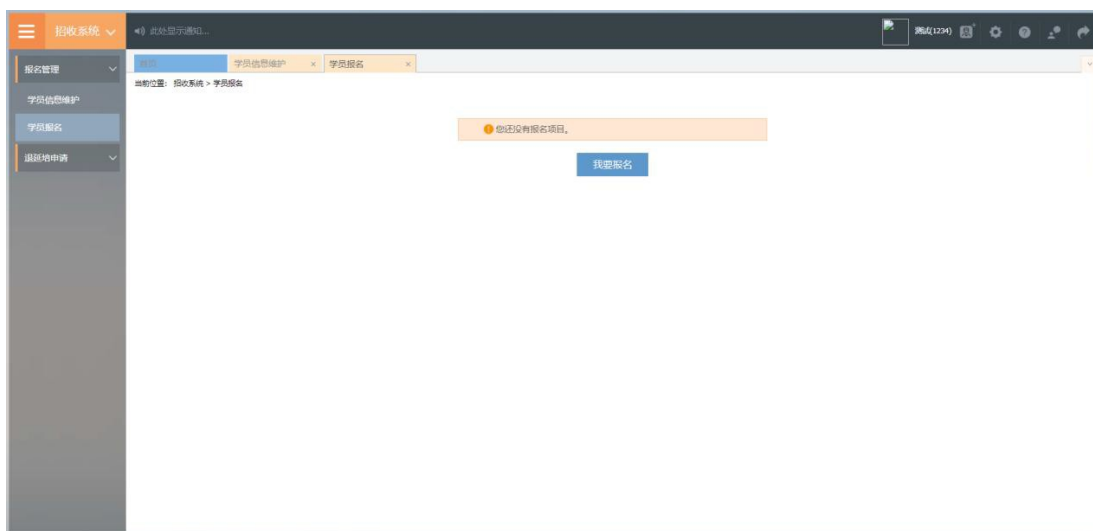 招收系统
此处显示通知...
测试(1234)
报名管理
首页
学员信息维护 ×
学员报名 ×
当前位置： 招收系统 > 学员报名
学员信息维护
学员报名
退延培申请
您还没有报名项目。
我要报名